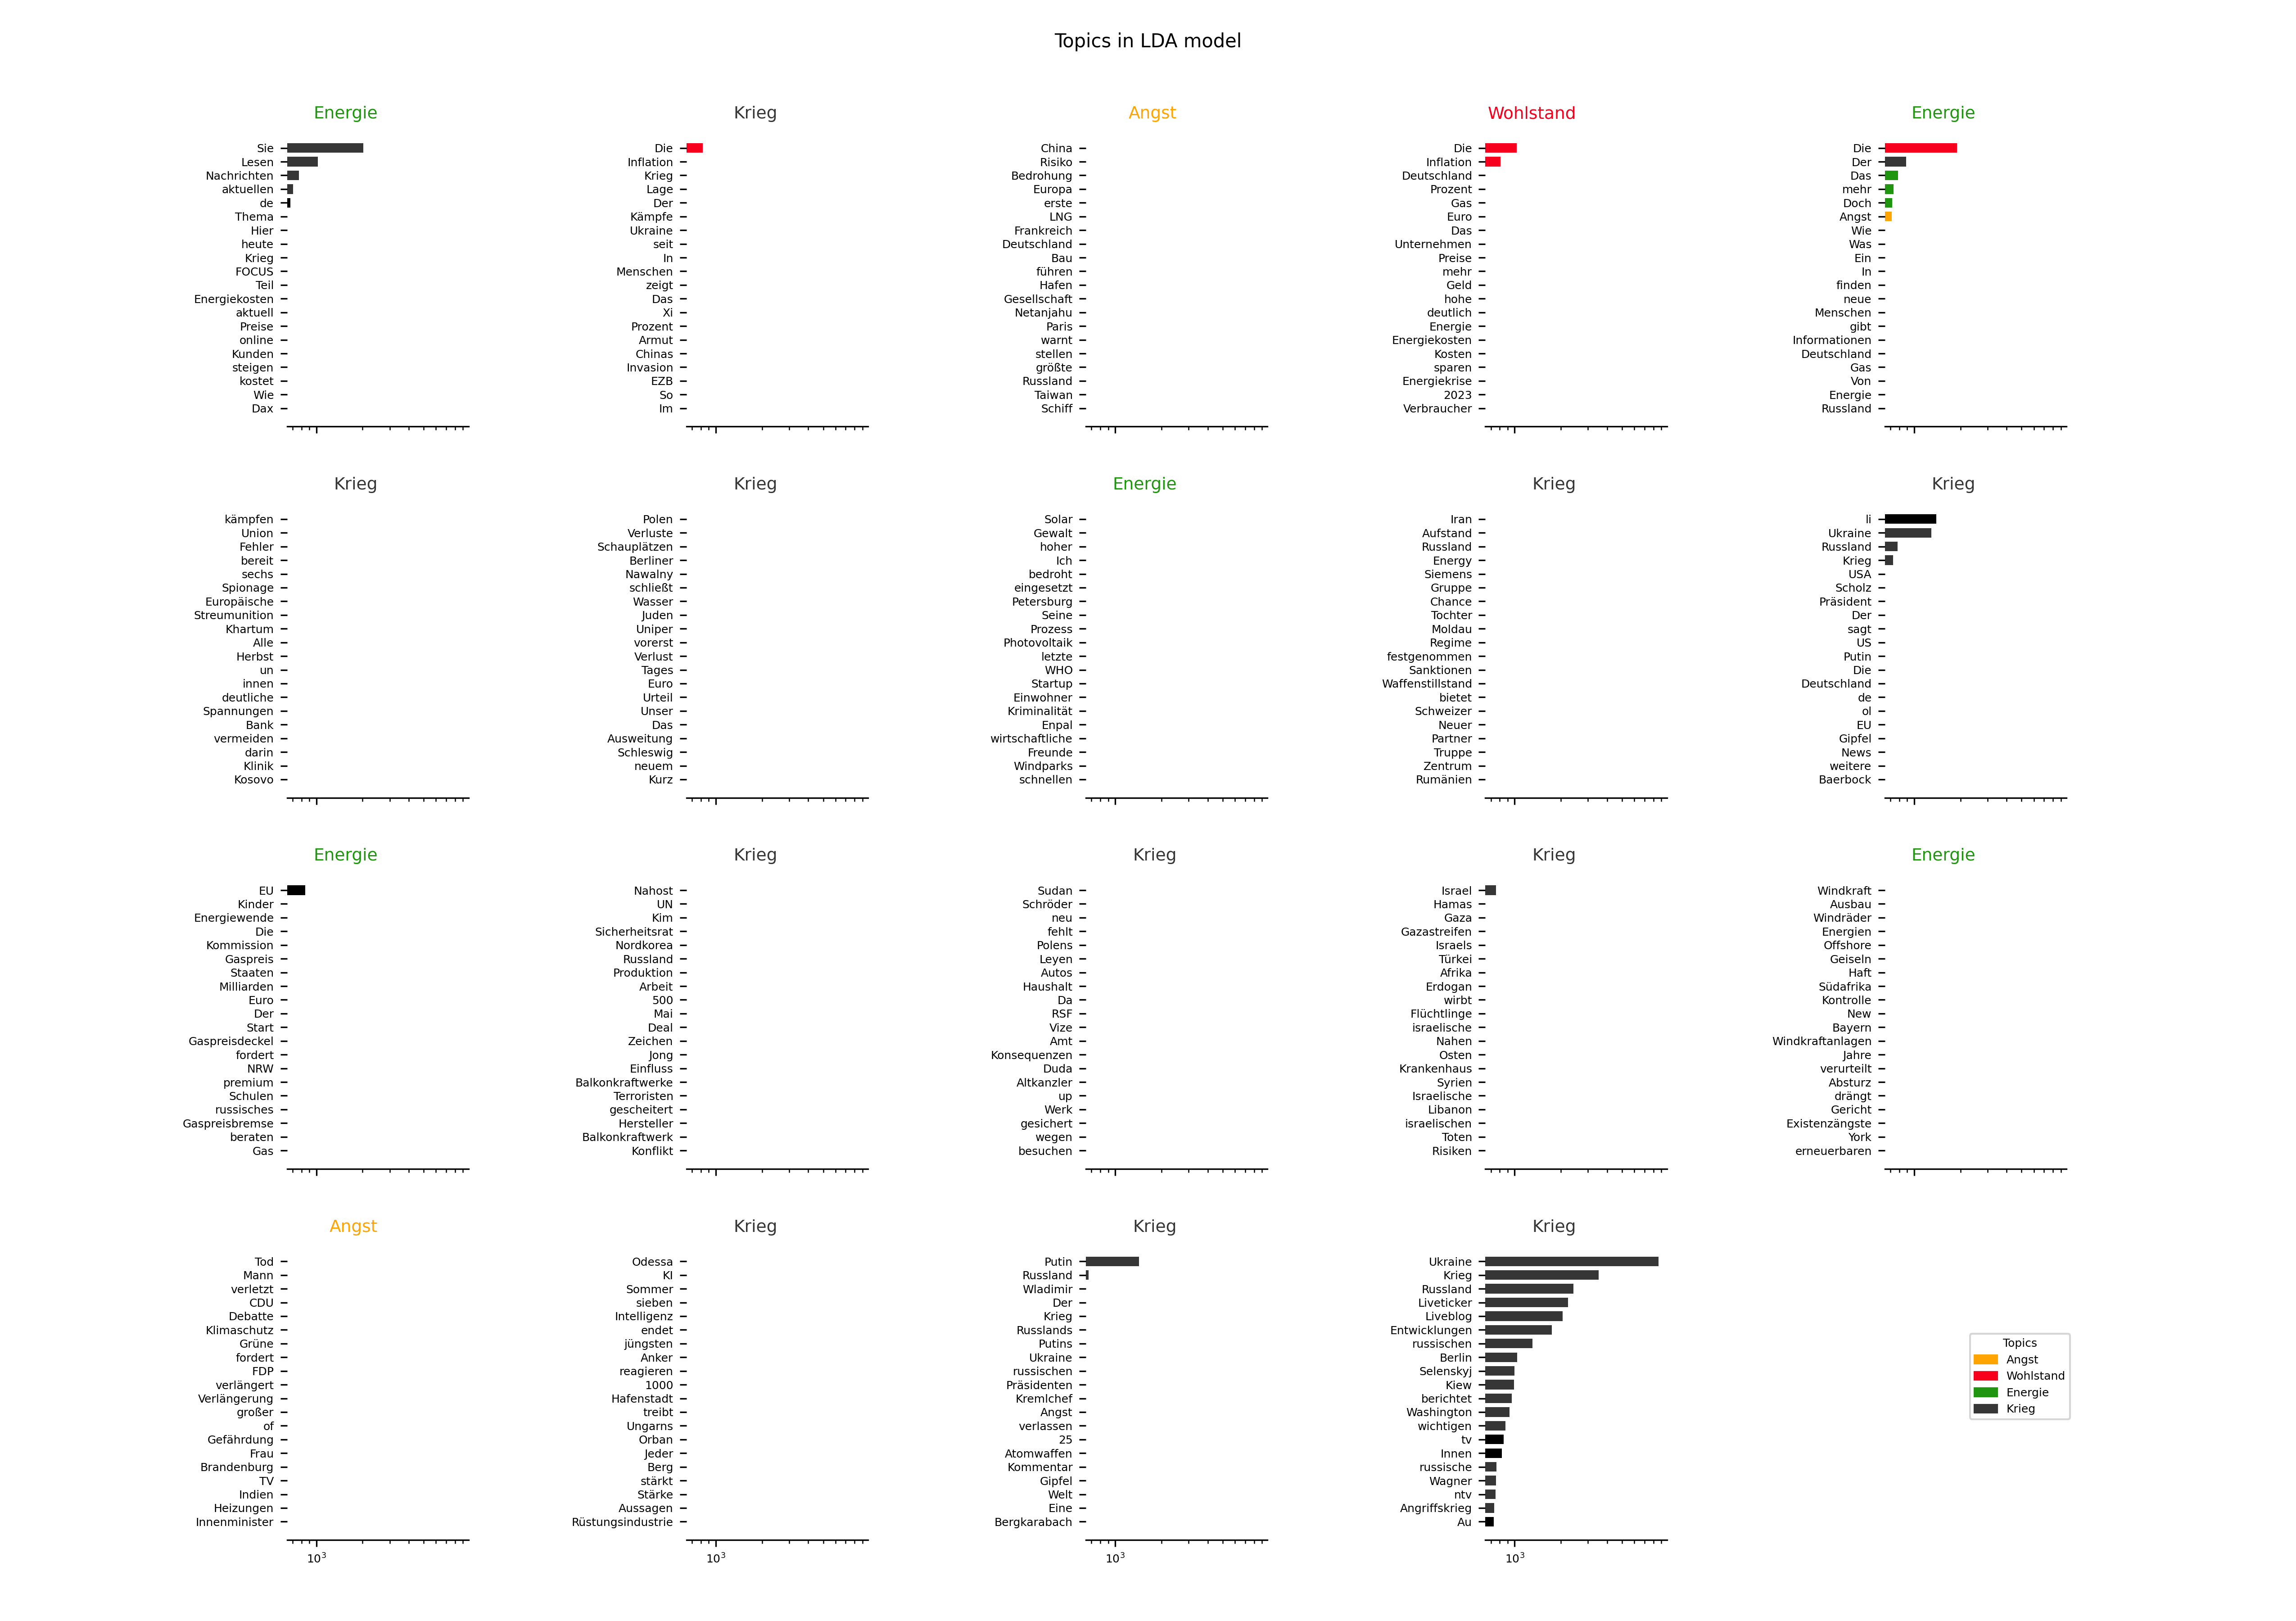 Topics in LDA model
Energie
Sie
Lesen
Nachrichten
aktuellen
de
Thema
Hier
heute
Krieg
FOCUS
Teil
Energiekosten
aktuell
Preise
online
Kunden
steigen
kostet
Wie
Dax
Krieg
Die
Inflation
Krieg
Lage
Der
Kämpfe
Ukraine
seit
In
Menschen
zeigt
Das
Xi
Prozent
Armut
Chinas
Invasion
EZB
So
Im
Angst
China
Risiko
Bedrohung
Europa
erste
LNG
Frankreich
Deutschland
Bau
führen
Hafen
Gesellschaft
Netanjahu
Paris
warnt
stellen
größte
Russland
Taiwan
Schiff
Wohlstand
Die
Inflation
Deutschland
Prozent
Gas
Euro
Das
Unternehmen
Preise
mehr
Geld
hohe
deutlich
Energie
Energiekosten
Kosten
sparen
Energiekrise
2023
Verbraucher
Energie
Die
Der
Das
mehr
Doch
Angst
Wie
Was
Ein
In
finden
neue
Menschen
gibt
Informationen
Deutschland
Gas
Von
Energie
Russland
Krieg
kämpfen
Union
Fehler
bereit
sechs
Spionage
Europäische
Streumunition
Khartum
Alle
Herbst
un
innen
deutliche
Spannungen
Bank
vermeiden
darin
Klinik
Kosovo
Krieg
Polen
Verluste
Schauplätzen
Berliner
Nawalny
schließt
Wasser
Juden
Uniper
vorerst
Verlust
Tages
Euro
Urteil
Unser
Das
Ausweitung
Schleswig
neuem
Kurz
Energie
Solar
Gewalt
hoher
Ich
bedroht
eingesetzt
Petersburg
Seine
Prozess
Photovoltaik
letzte
WHO
Startup
Einwohner
Kriminalität
Enpal
wirtschaftliche
Freunde
Windparks
schnellen
Krieg
Iran
Aufstand
Russland
Energy
Siemens
Gruppe
Chance
Tochter
Moldau
Regime
festgenommen
Sanktionen
Waffenstillstand
bietet
Schweizer
Neuer
Partner
Truppe
Zentrum
Rumänien
Krieg
li
Ukraine
Russland
Krieg
USA
Scholz
Präsident
Der
sagt
US
Putin
Die
Deutschland
de
ol
EU
Gipfel
News
weitere
Baerbock
Energie
EU
Kinder
Energiewende
Die
Kommission
Gaspreis
Staaten
Milliarden
Euro
Der
Start
Gaspreisdeckel
fordert
NRW
premium
Schulen
russisches
Gaspreisbremse
beraten
Gas
Krieg
Nahost
UN
Kim
Sicherheitsrat
Nordkorea
Russland
Produktion
Arbeit
500
Mai
Deal
Zeichen
Jong
Einfluss
Balkonkraftwerke
Terroristen
gescheitert
Hersteller
Balkonkraftwerk
Konflikt
Krieg
Sudan
Schröder
neu
fehlt
Polens
Leyen
Autos
Haushalt
Da
RSF
Vize
Amt
Konsequenzen
Duda
Altkanzler
up
Werk
gesichert
wegen
besuchen
Krieg
Israel
Hamas
Gaza
Gazastreifen
Israels
Türkei
Afrika
Erdogan
wirbt
Flüchtlinge
israelische
Nahen
Osten
Krankenhaus
Syrien
Israelische
Libanon
israelischen
Toten
Risiken
Energie
Windkraft
Ausbau
Windräder
Energien
Offshore
Geiseln
Haft
Südafrika
Kontrolle
New
Bayern
Windkraftanlagen
Jahre
verurteilt
Absturz
drängt
Gericht
Existenzängste
York
erneuerbaren
Angst
Tod
Mann
verletzt
CDU
Debatte
Klimaschutz
Grüne
fordert
FDP
verlängert
Verlängerung
großer
of
Gefährdung
Frau
Brandenburg
TV
Indien
Heizungen
Innenminister
10³
Krieg
Odessa
KI
Sommer
sieben
Intelligenz
endet
jüngsten
Anker
reagieren
1000
Hafenstadt
treibt
Ungarns
Orban
Jeder
Berg
stärkt
Stärke
Aussagen
Rüstungsindustrie
10³
Krieg
Putin
Russland
Wladimir
Der
Krieg
Russlands
Putins
Ukraine
russischen
Präsidenten
Kremlchef
Angst
verlassen
25
Atomwaffen
Kommentar
Gipfel
Welt
Eine
Bergkarabach
10³
Krieg
Ukraine
Krieg
Russland
Liveticker
Liveblog
Entwicklungen
russischen
Berlin
Selenskyj
Kiew
berichtet
Washington
wichtigen
tv
Innen
russische
Wagner
ntv
Angriffskrieg
Au
10³
Topics
Angst
Wohlstand
Energie
Krieg